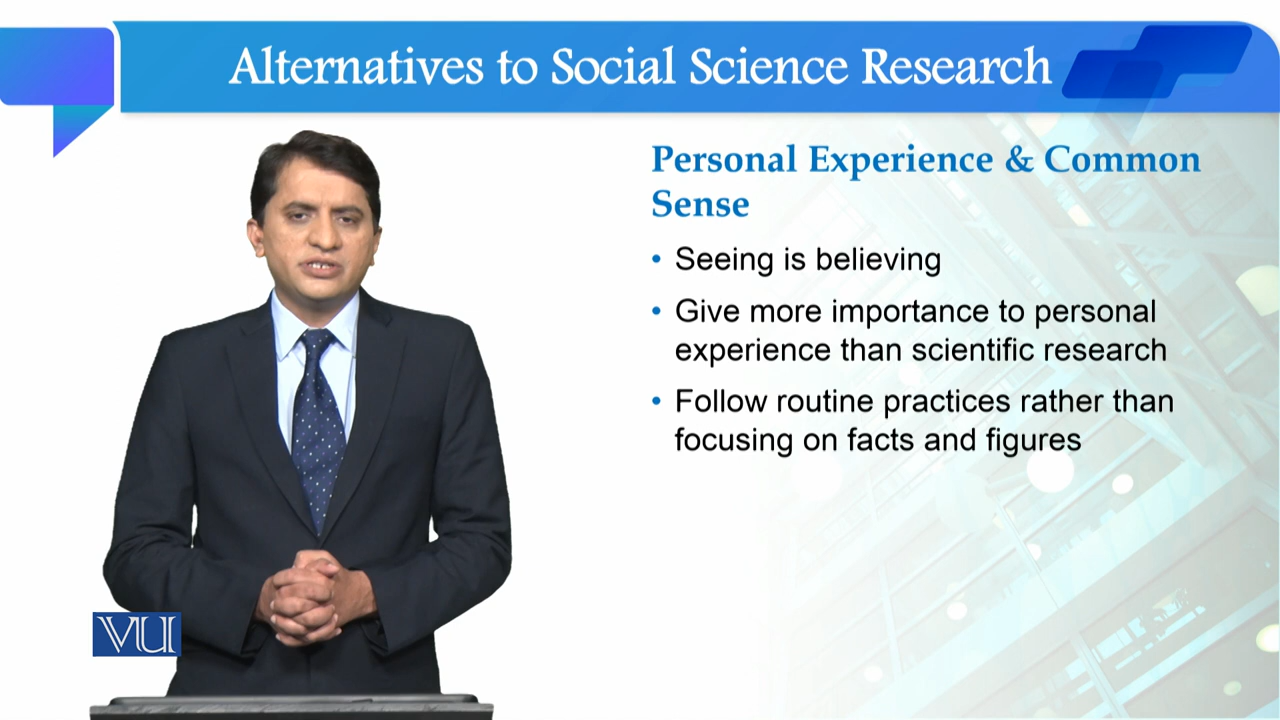 Alternatives to Social Science Research
Personal Experience & Common
Sense
• Seeing is believing
• Give more importance to personal
experience than scientific research
• Follow routine practices rather than
focusing on facts and figures
VU